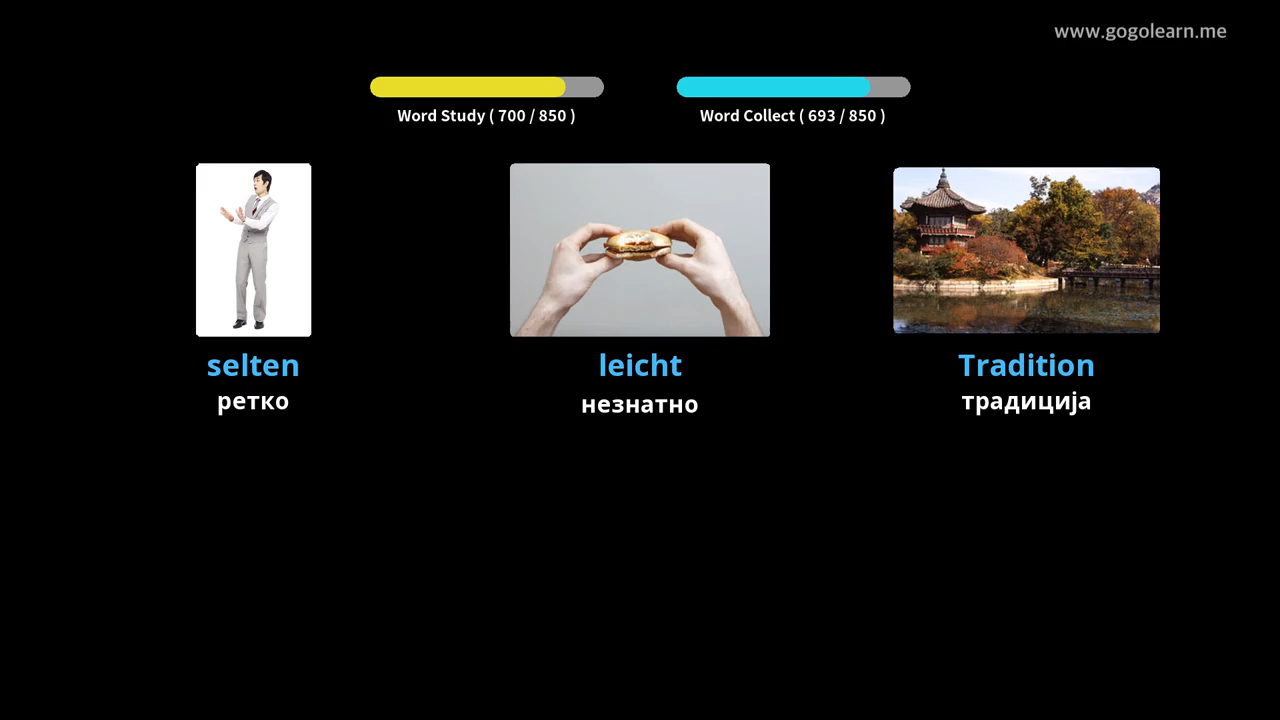 www.gogolearn.me
Word Study ( 700 / 850 )
Word Collect ( 693 / 850 )
selten
leicht
Tradition
ретко
незнатно
традиција